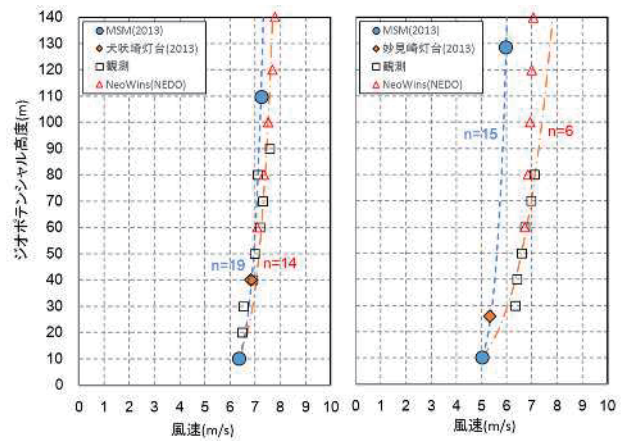 MSM(2013)
犬吠埼灯台(2013)
観測
NeoWins(NEDO)
140
130
120
110
100
90
80
70
60
50
40
30
20
10
0
ジオポテンシャル高度(m)
n=19
n=14
0 1 2 3 4 5 6 7 8 9 10
風速(m/s)
MSM(2013)
妙見崎灯台(2013)
観測
NeoWins(NEDO)
n=15
n=6
0 1 2 3 4 5 6 7 8 9 10
風速(m/s)